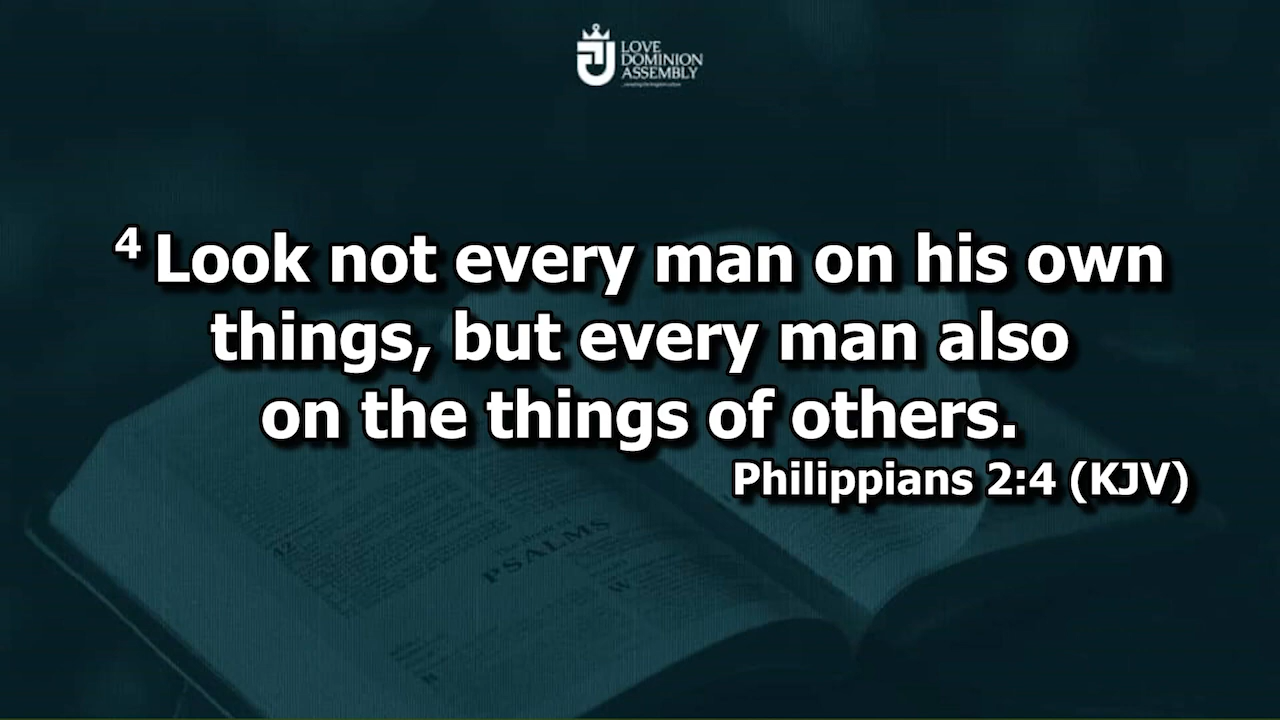 LOVE
DOMINION
ASSEMBLY
4 Look not every man on his own
things, but every man also
on the things of others.
Philippians 2:4 (KJV)
12
PSALMS
W